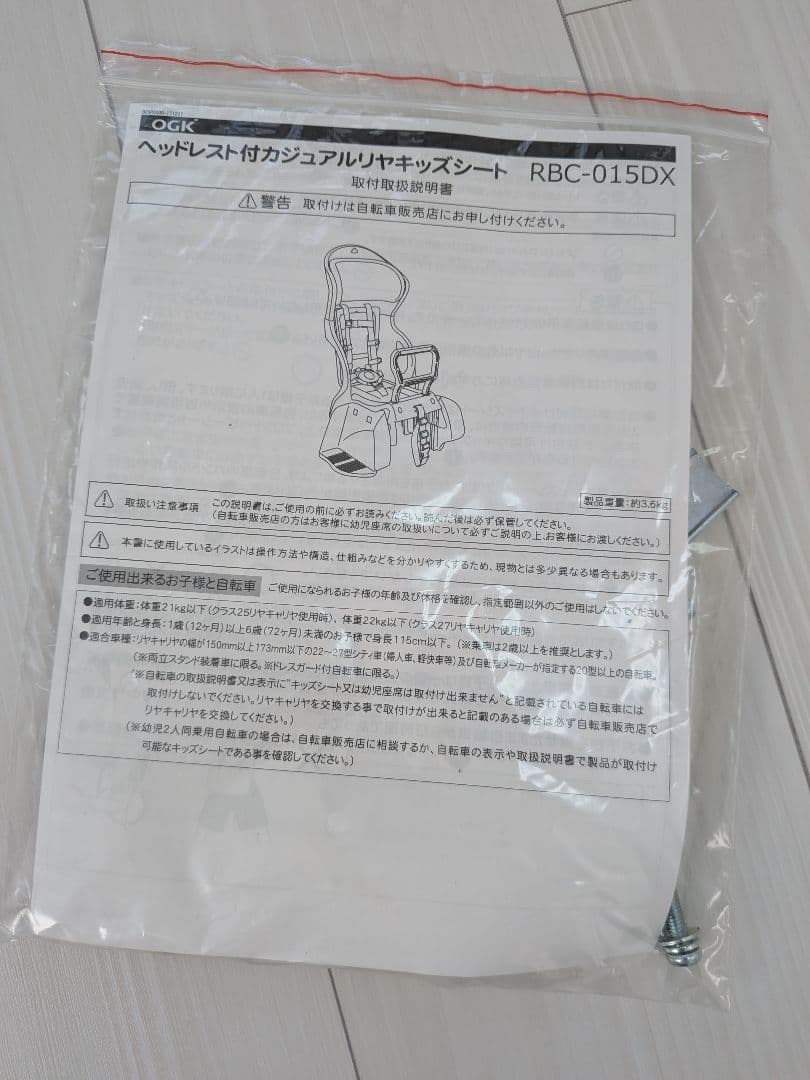 OGK
ヘッドレスト付カジュアルリヤキッズシート RBC-015DX
取付取扱説明書
⚠警告 取付けは自転車販売店にお申し付けください。
製品重量:約3.6kg
⚠ 取扱い注意事項 この説明書は、ご使用の前に必ずお読みください。読んだ後は必ず保管してください。
(自転車販売店の方はお客様に幼児座席の取扱いについて必ずご説明の上、お客様にお渡しください。)
⚠ 本書に使用しているイラストは操作方法や構造、仕組みなどを分かりやすくするため、現物とは多少異なる場合もあります。
ご使用出来るお子様と自転車 ご使用になられるお子様の年齢及び体格を確認し、指定範囲以外のご使用はしないでください。
●適用体重:体重21kg以下(クラス25リヤキャリヤ使用時)、体重22kg以下(クラス27リヤキャリヤ使用時)
●適用年齢と身長:1歳(12ヶ月)以上6歳(72ヶ月)未満のお子様で身長115cm以下。(※乗車は2歳以上を推奨とします。)
●適合車種:リヤキャリヤの幅が150mm以上173mm以下の22～27型シティ車(婦人車、軽快車等)及び自転車メーカーが指定する20型以上の自転車。
(※両立スタンド装着車に限る。※ドレスガード付自転車に限る。)
(※自転車の取扱説明書又は表示に"キッズシート又は幼児座席は取付け出来ません"と記載されている自転車には
取付けしないでください。リヤキャリヤを交換する事で取付けが出来ると記載のある場合は必ず自転車販売店で
リヤキャリヤを交換してください。)
(※幼児2人同乗用自転車の場合は、自転車販売店に相談するか、自転車の表示や取扱説明書で製品が取付け
可能なキッズシートである事を確認してください。)